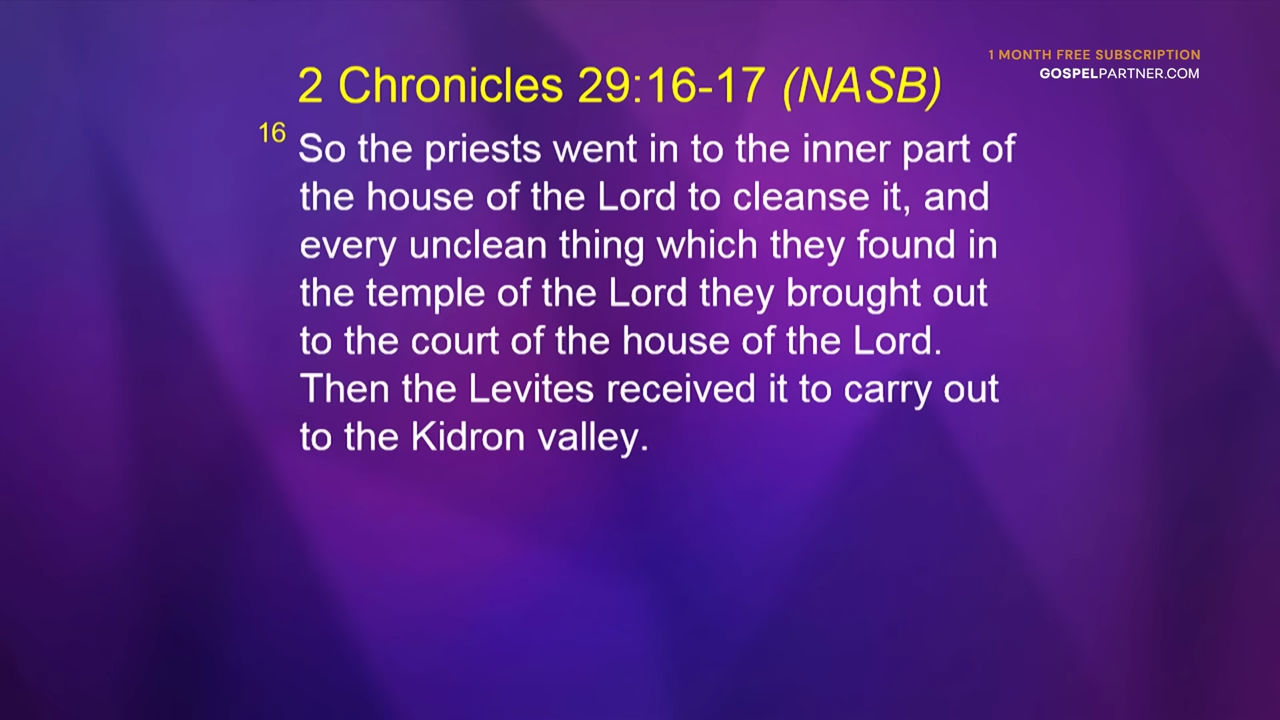 1 MONTH FREE SUBSCRIPTION
GOSPELPARTNER.COM
2 Chronicles 29:16-17 (NASB)
16 So the priests went in to the inner part of
the house of the Lord to cleanse it, and
every unclean thing which they found in
the temple of the Lord they brought out
to the court of the house of the Lord.
Then the Levites received it to carry out
to the Kidron valley.